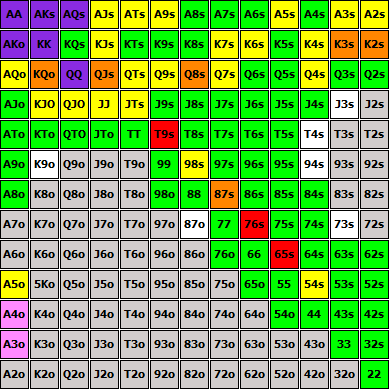 AA AKs AQs AJs ATs A9s A8s A7s A6s A5s A4s A3s A2s
AKo KK KQs KJs KTs K9s K8s K7s K6s K5s K4s K3s K2s
AQo KQo QQ QJs QTs Q9s Q8s Q7s Q6s Q5s Q4s Q3s Q2s
AJo KJO QJO JJ JTs J9s J8s J7s J6s J5s J4s J3s J2s
ATo KTo QTO JTo TT T9s T8s T7s T6s T5s T4s T3s T2s
A9o K9o Q9o J9o T9o 99 98s 97s 96s 95s 94s 93s 92s
A8o K8o Q8o J8o T8o 98o 88 87s 86s 85s 84s 83s 82s
A7o K7o Q7o J7o T7o 97o 87o 77 76s 75s 74s 73s 72s
A6o K6o Q6o J6o T6o 96o 86o 76o 66 65s 64s 63s 62s
A5o 5Ko Q5o J5o T5o 95o 85o 75o 65o 55 54s 53s 52s
A4o K4o Q4o J4o T4o 94o 84o 74o 64o 54o 44 43s 42s
A3o K3o Q3o J3o T3o 93o 83o 73o 63o 53o 43o 33 32s
A2o K2o Q2o J2o T2o 92o 82o 72o 62o 52o 42o 32o 22